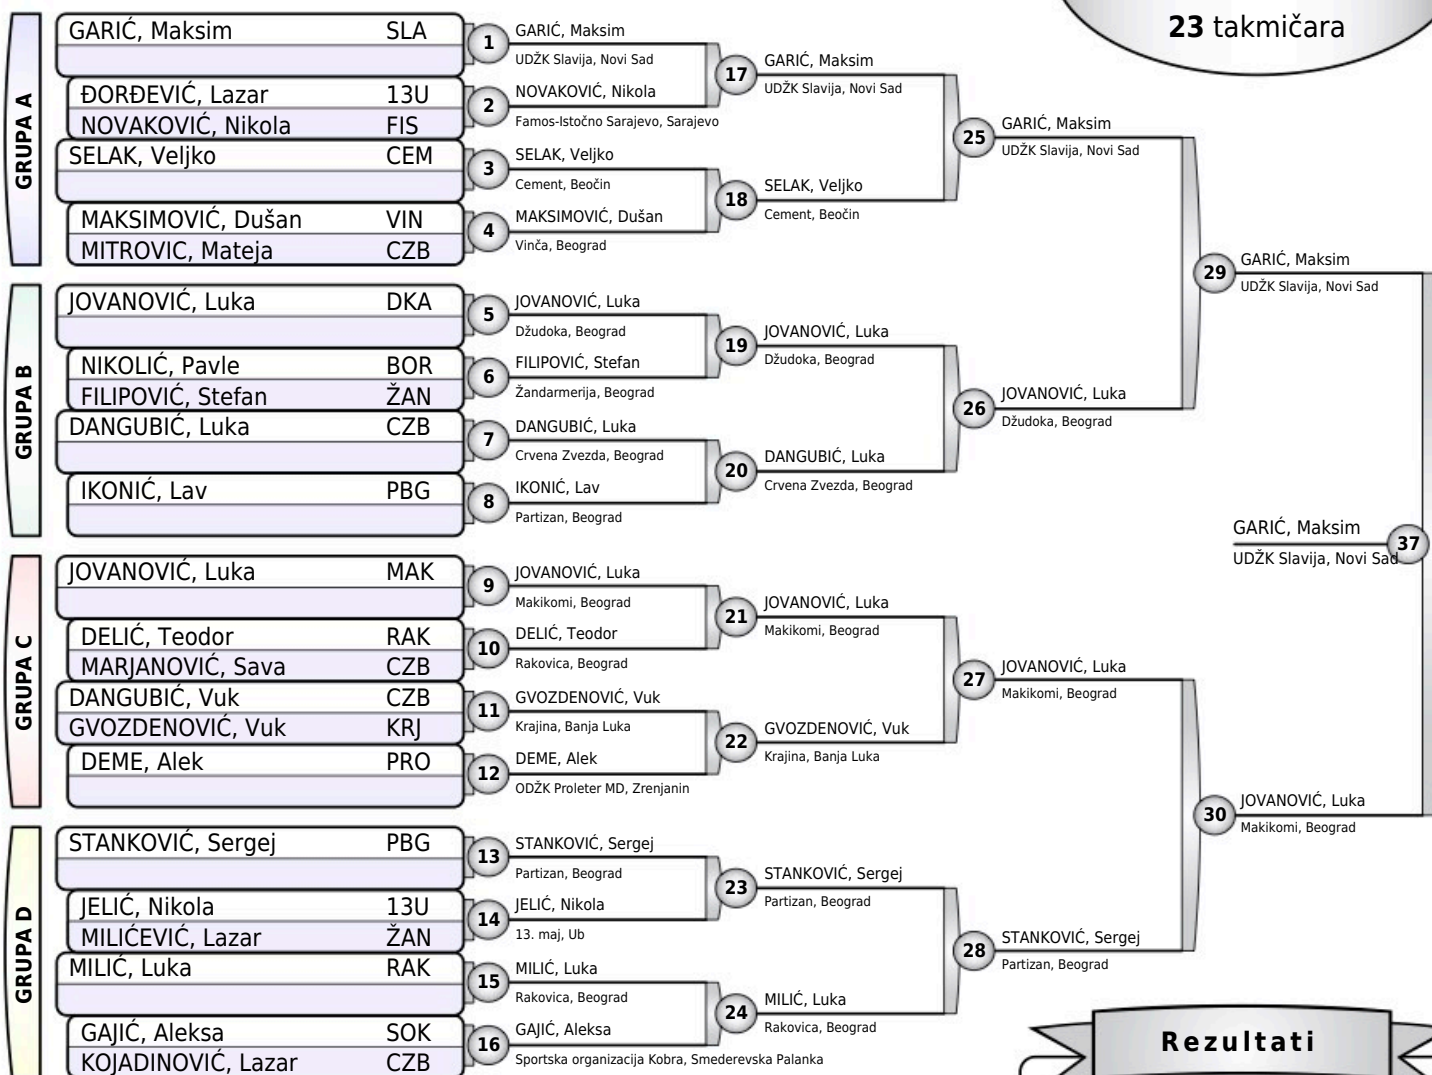 23 takmičara
GRUPA A
GARIĆ, Maksim SLA
ĐORĐEVIĆ, Lazar 13U
NOVAKOVIĆ, Nikola FIS
SELAK, Veljko CEM
MAKSIMOVIĆ, Dušan VIN
MITROVIC, Mateja CZB
GRUPA B
JOVANOVIĆ, Luka DKA
NIKOLIĆ, Pavle BOR
FILIPOVIĆ, Stefan ŽAN
DANGUBIĆ, Luka CZB
IKONIĆ, Lav PBG
GRUPA C
JOVANOVIĆ, Luka MAK
DELIĆ, Teodor RAK
MARJANOVIĆ, Sava CZB
DANGUBIĆ, Vuk CZB
GVOZDENOVIĆ, Vuk KRJ
DEME, Alek PRO
GRUPA D
STANKOVIĆ, Sergej PBG
JELIĆ, Nikola 13U
MILIĆEVIĆ, Lazar ŽAN
MILIĆ, Luka RAK
GAJIĆ, Aleksa SOK
KOJADINOVIĆ, Lazar CZB
1 GARIĆ, Maksim
UDŽK Slavija, Novi Sad
2 NOVAKOVIĆ, Nikola
Famos-Istočno Sarajevo, Sarajevo
3 SELAK, Veljko
Cement, Beočin
4 MAKSIMOVIĆ, Dušan
Vinča, Beograd
5 JOVANOVIĆ, Luka
Džudoka, Beograd
6 FILIPOVIĆ, Stefan
Žandarmerija, Beograd
7 DANGUBIĆ, Luka
Crvena Zvezda, Beograd
8 IKONIĆ, Lav
Partizan, Beograd
9 JOVANOVIĆ, Luka
Makikomi, Beograd
10 DELIĆ, Teodor
Rakovica, Beograd
11 GVOZDENOVIĆ, Vuk
Krajina, Banja Luka
12 DEME, Alek
ODŽK Proleter MD, Zrenjanin
13 STANKOVIĆ, Sergej
Partizan, Beograd
14 JELIĆ, Nikola
13. maj, Ub
15 MILIĆ, Luka
Rakovica, Beograd
16 GAJIĆ, Aleksa
Sportska organizacija Kobra, Smederevska Palanka
17 GARIĆ, Maksim
UDŽK Slavija, Novi Sad
18 SELAK, Veljko
Cement, Beočin
19 JOVANOVIĆ, Luka
Džudoka, Beograd
20 DANGUBIĆ, Luka
Crvena Zvezda, Beograd
21 JOVANOVIĆ, Luka
Makikomi, Beograd
22 GVOZDENOVIĆ, Vuk
Krajina, Banja Luka
23 STANKOVIĆ, Sergej
Partizan, Beograd
24 MILIĆ, Luka
Rakovica, Beograd
25 GARIĆ, Maksim
UDŽK Slavija, Novi Sad
26 JOVANOVIĆ, Luka
Džudoka, Beograd
27 JOVANOVIĆ, Luka
Makikomi, Beograd
28 STANKOVIĆ, Sergej
Partizan, Beograd
29 GARIĆ, Maksim
UDŽK Slavija, Novi Sad
30 JOVANOVIĆ, Luka
Makikomi, Beograd
GARIĆ, Maksim 37
UDŽK Slavija, Novi Sad
Rezultati